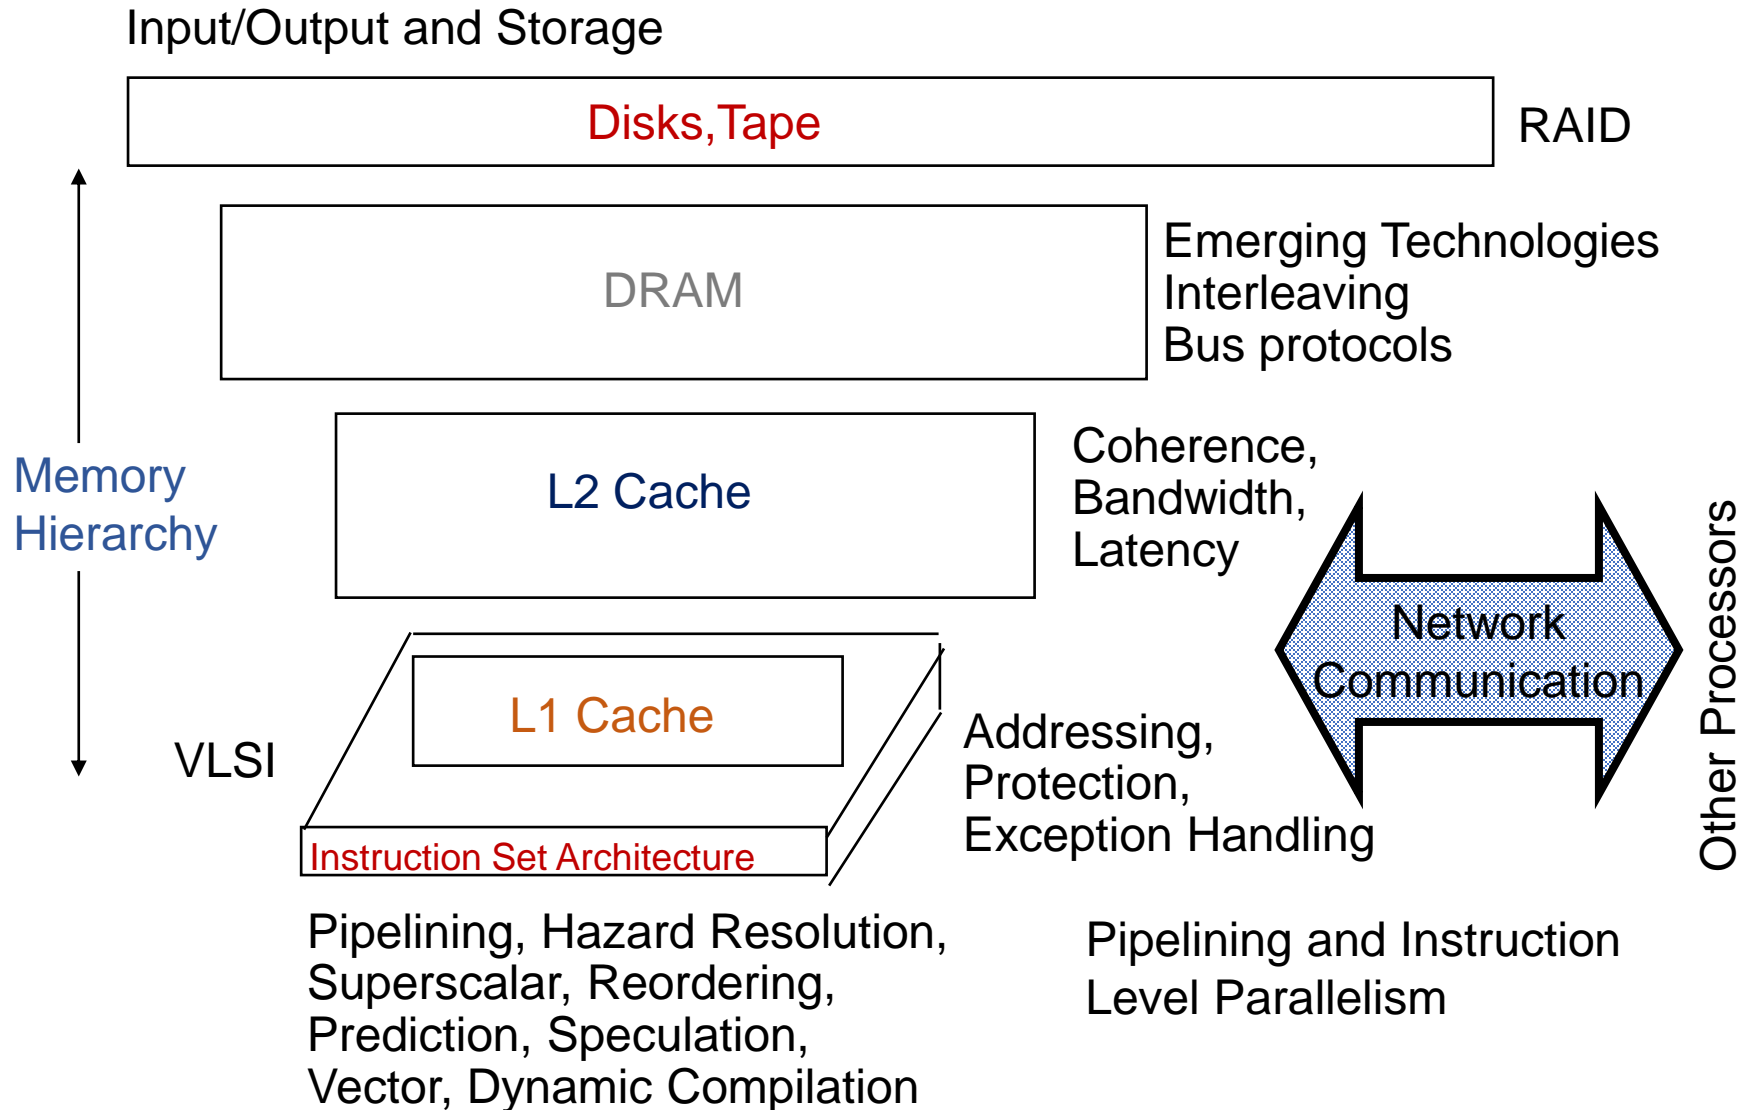 Input/Output and Storage
Disks,Tape
RAID
DRAM
Emerging Technologies
Interleaving
Bus protocols
Memory
Hierarchy
L2 Cache
Coherence,
Bandwidth,
Latency
Network
Communication
Other Processors
L1 Cache
VLSI
Addressing,
Protection,
Exception Handling
Instruction Set Architecture
Pipelining, Hazard Resolution,
Superscalar, Reordering,
Prediction, Speculation,
Vector, Dynamic Compilation
Pipelining and Instruction
Level Parallelism